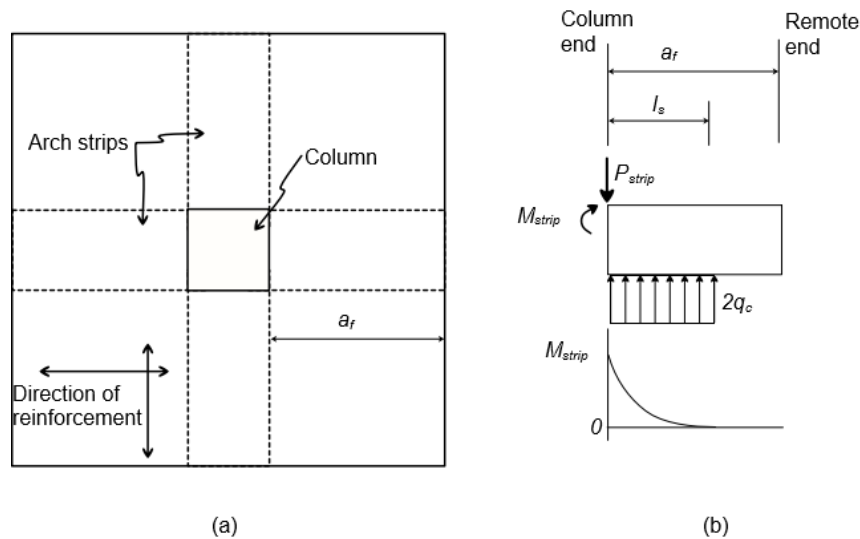 Arch strips
Column
a_f
Direction of
reinforcement
(a)
Column
end
Remote
end
a_f
l_s
P_strip
M_strip
2q_c
M_strip
0
(b)